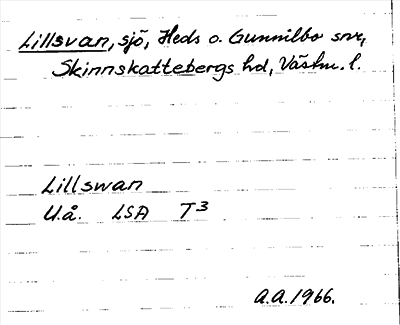 Lillsvan, sjö, Heds o. Gunnilbo snr,
Skinnskattebergs hd, Västm. l.
Lillswan
U.å. LSA T3
A.A. 1966.